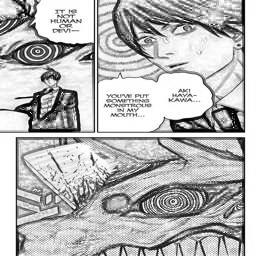 IT IS
NOT
HUMAN
OR
DEVI—
AKI
HAYA-
KAWA...
YOU'VE PUT
SOMETHING
MONSTROUS
IN MY
MOUTH...